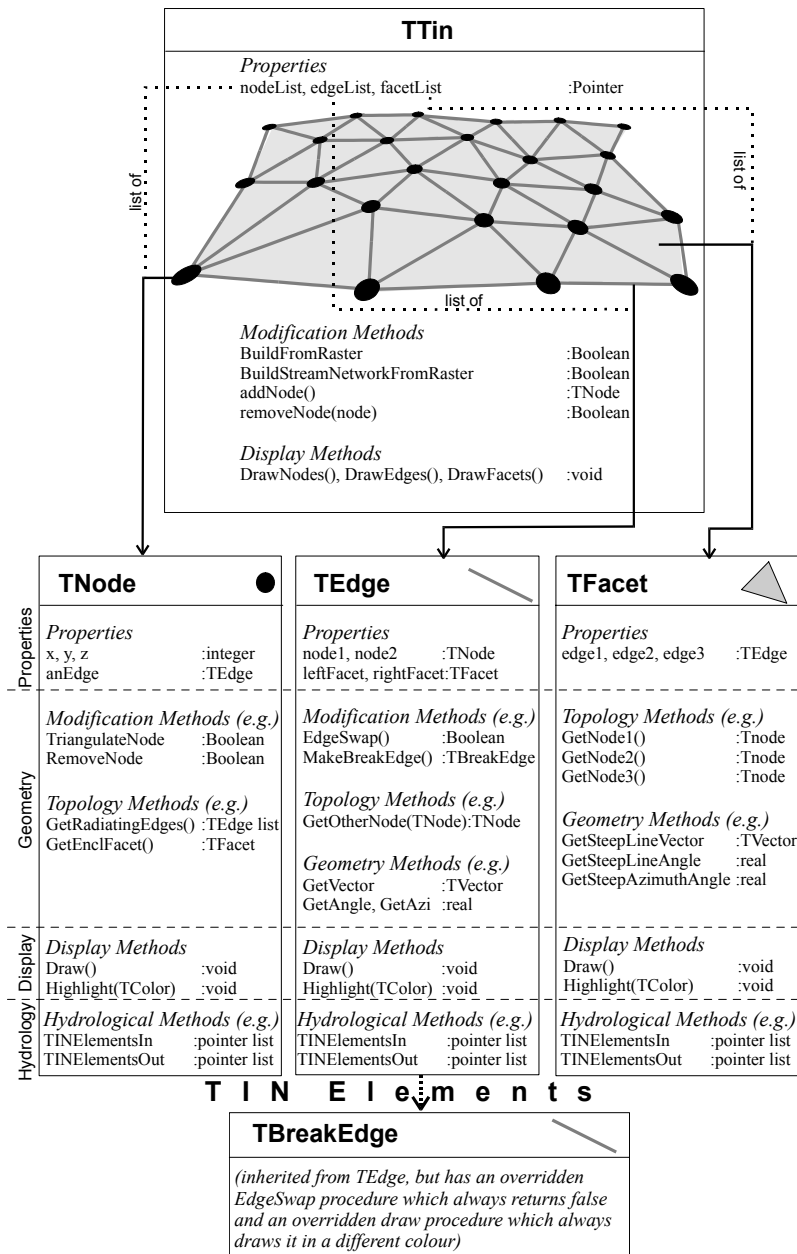 TTin
Properties
nodeList, edgeList, facetList :Pointer
list of
list of
list of
Modification Methods
BuildFromRaster :Boolean
BuildStreamNetworkFromRaster :Boolean
addNode() :TNode
removeNode(node) :Boolean
Display Methods
DrawNodes(), DrawEdges(), DrawFacets() :void
Properties
Geometry
Display
Hydrology
TNode
Properties
x, y, z :integer
anEdge :TEdge
Modification Methods (e.g.)
TriangulateNode :Boolean
RemoveNode :Boolean
Topology Methods (e.g.)
GetRadiatingEdges() :TEdge list
GetEnclFacet() :TFacet
Display Methods
Draw() :void
Highlight(TColor) :void
Hydrological Methods (e.g.)
TINElementsIn :pointer list
TINElementsOut :pointer list
TEdge
Properties
node1, node2 :TNode
leftFacet, rightFacet:TFacet
Modification Methods (e.g.)
EdgeSwap() :Boolean
MakeBreakEdge() :TBreakEdge
Topology Methods (e.g.)
GetOtherNode(TNode):TNode
Geometry Methods (e.g.)
GetVector :TVector
GetAngle, GetAzi :real
Display Methods
Draw() :void
Highlight(TColor) :void
Hydrological Methods (e.g.)
TINElementsIn :pointer list
TINElementsOut :pointer list
TFacet
Properties
edge1, edge2, edge3 :TEdge
Topology Methods (e.g.)
GetNode1() :Tnode
GetNode2() :Tnode
GetNode3() :Tnode
Geometry Methods (e.g.)
GetSteepLineVector :TVector
GetSteepLineAngle :real
GetSteepAzimuthAngle :real
Display Methods
Draw() :void
Highlight(TColor) :void
Hydrological Methods (e.g.)
TINElementsIn :pointer list
TINElementsOut :pointer list
TIN Elements
TBreakEdge
(inherited from TEdge, but has an overridden
EdgeSwap procedure which always returns false
and an overridden draw procedure which always
draws it in a different colour)